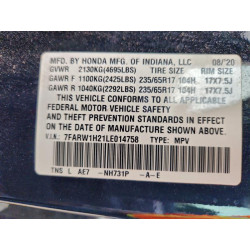 MFD. BY HONDA MFG. OF INDIANA, LLC 08/20
GVWR 2130KG(4695LBS) TIRE SIZE RIM SIZE
GAWR F 1100KG(2425LBS) 235/65R17 104H 17X7.5J
GAWR R 1040KG(2292LBS) 235/65R17 104H 17X7.5J
THIS VEHICLE CONFORMS TO ALL APPLICABLE
FEDERAL MOTOR VEHICLE SAFETY
AND THEFT PREVENTION STANDARDS IN EFFECT ON
THE DATE OF MANUFACTURE SHOWN ABOVE.
V.I.N.: 7FARW1H21LE014758 TYPE: MPV
TNS L AE7 -NH731P -A-E